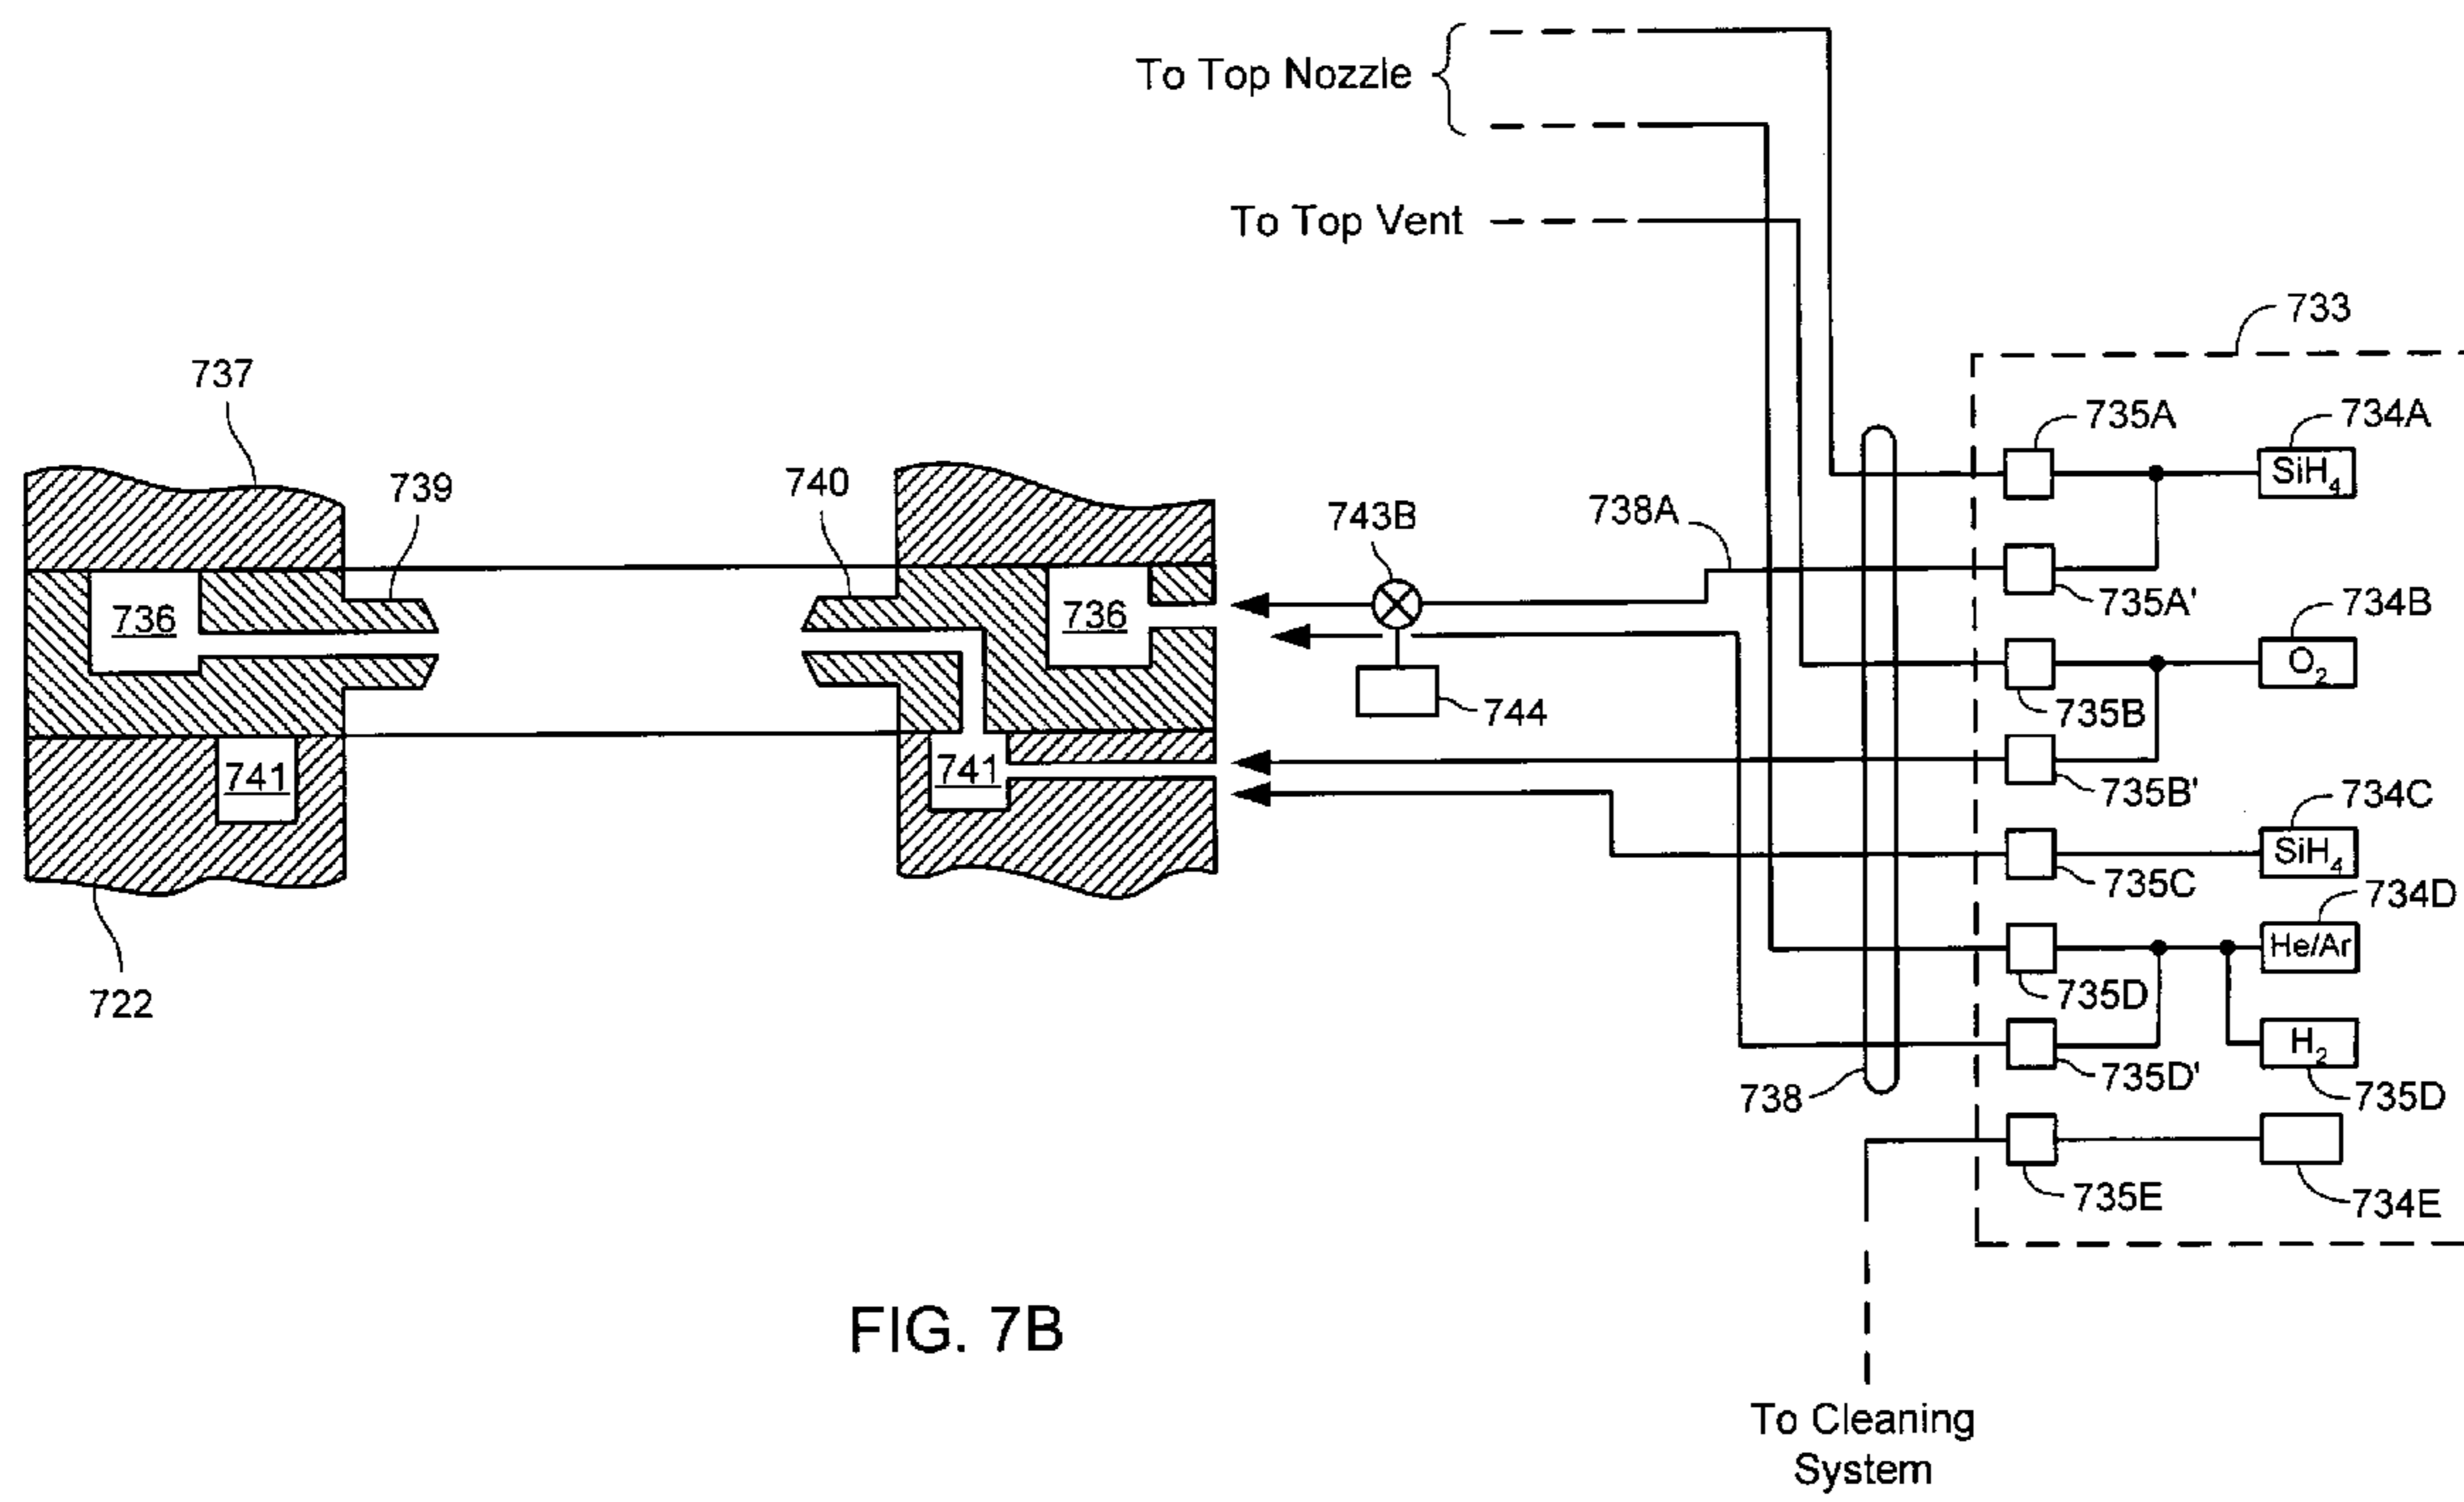 To Top Nozzle
To Top Vent
733
737
735A
734A
SiH4
739
740
743B
738A
736
736
735A'
734B
O2
744
735B
741
741
735B'
734C
SiH4
735C
734D
722
He/Ar
735D
H2
738
735D'
735D
735E
734E
FIG. 7B
To Cleaning
System